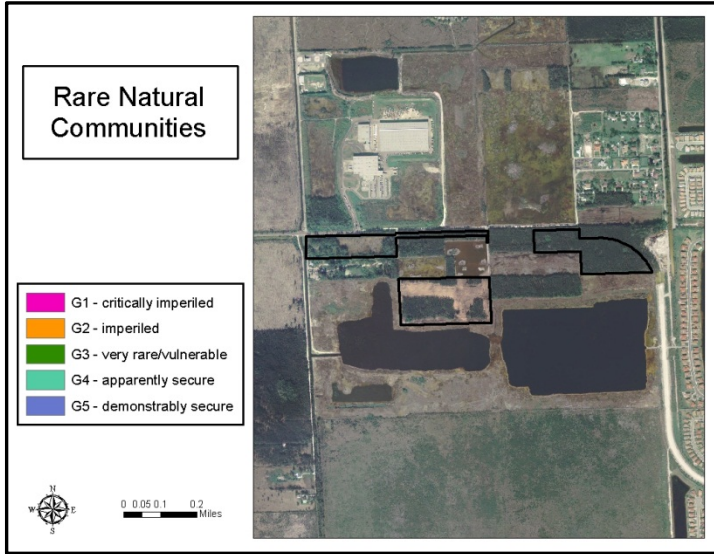 Rare Natural
Communities
G1 - critically imperiled
G2 - imperiled
G3 - very rare/vulnerable
G4 - apparently secure
G5 - demonstrably secure
N
W E
S
0 0.05 0.1 0.2
Miles